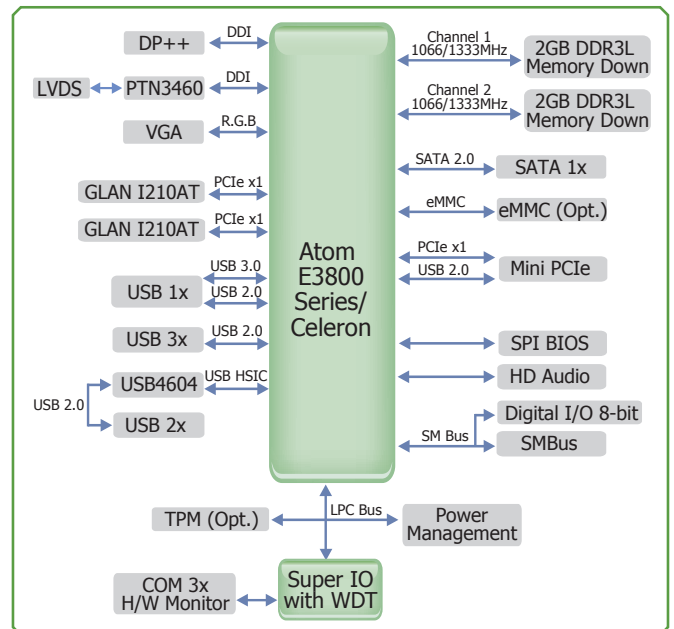 DP++
DDI
LVDS
PTN3460
DDI
VGA
R.G.B
GLAN I210AT
PCIe x1
GLAN I210AT
PCIe x1
USB 1x
USB 3.0
USB 2.0
USB 3x
USB 2.0
USB4604
USB HSIC
USB 2.0
USB 2x
Atom
E3800
Series/
Celeron
Channel 1
1066/1333MHz
2GB DDR3L
Memory Down
Channel 2
1066/1333MHz
2GB DDR3L
Memory Down
SATA 2.0
SATA 1x
eMMC
eMMC (Opt.)
PCIe x1
USB 2.0
Mini PCIe
SPI BIOS
HD Audio
Digital I/O 8-bit
SM Bus
SMBus
TPM (Opt.)
LPC Bus
Power
Management
COM 3x
H/W Monitor
Super IO
with WDT